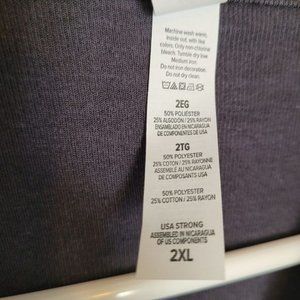 Machine wash warm,
inside out, with like
colors. Only non-chlorine
bleach. Tumble dry low.
Medium iron.
Do not iron decoration.
Do not dry clean.
2EG
50% POLIESTER
25% ALGODON / 25% RAYON
ENSAMBLADO EN NICARAGUA
DE COMPONENTES DE USA
2TG
50% POLYESTER
25% COTON / 25% RAYONNE
ASSEMBLE AU NICARAGUA
DE COMPOSANTS USA
50% POLYESTER
25% COTTON / 25% RAYON
USA STRONG
ASSEMBLED IN NICARAGUA
OF US COMPONENTS
2XL